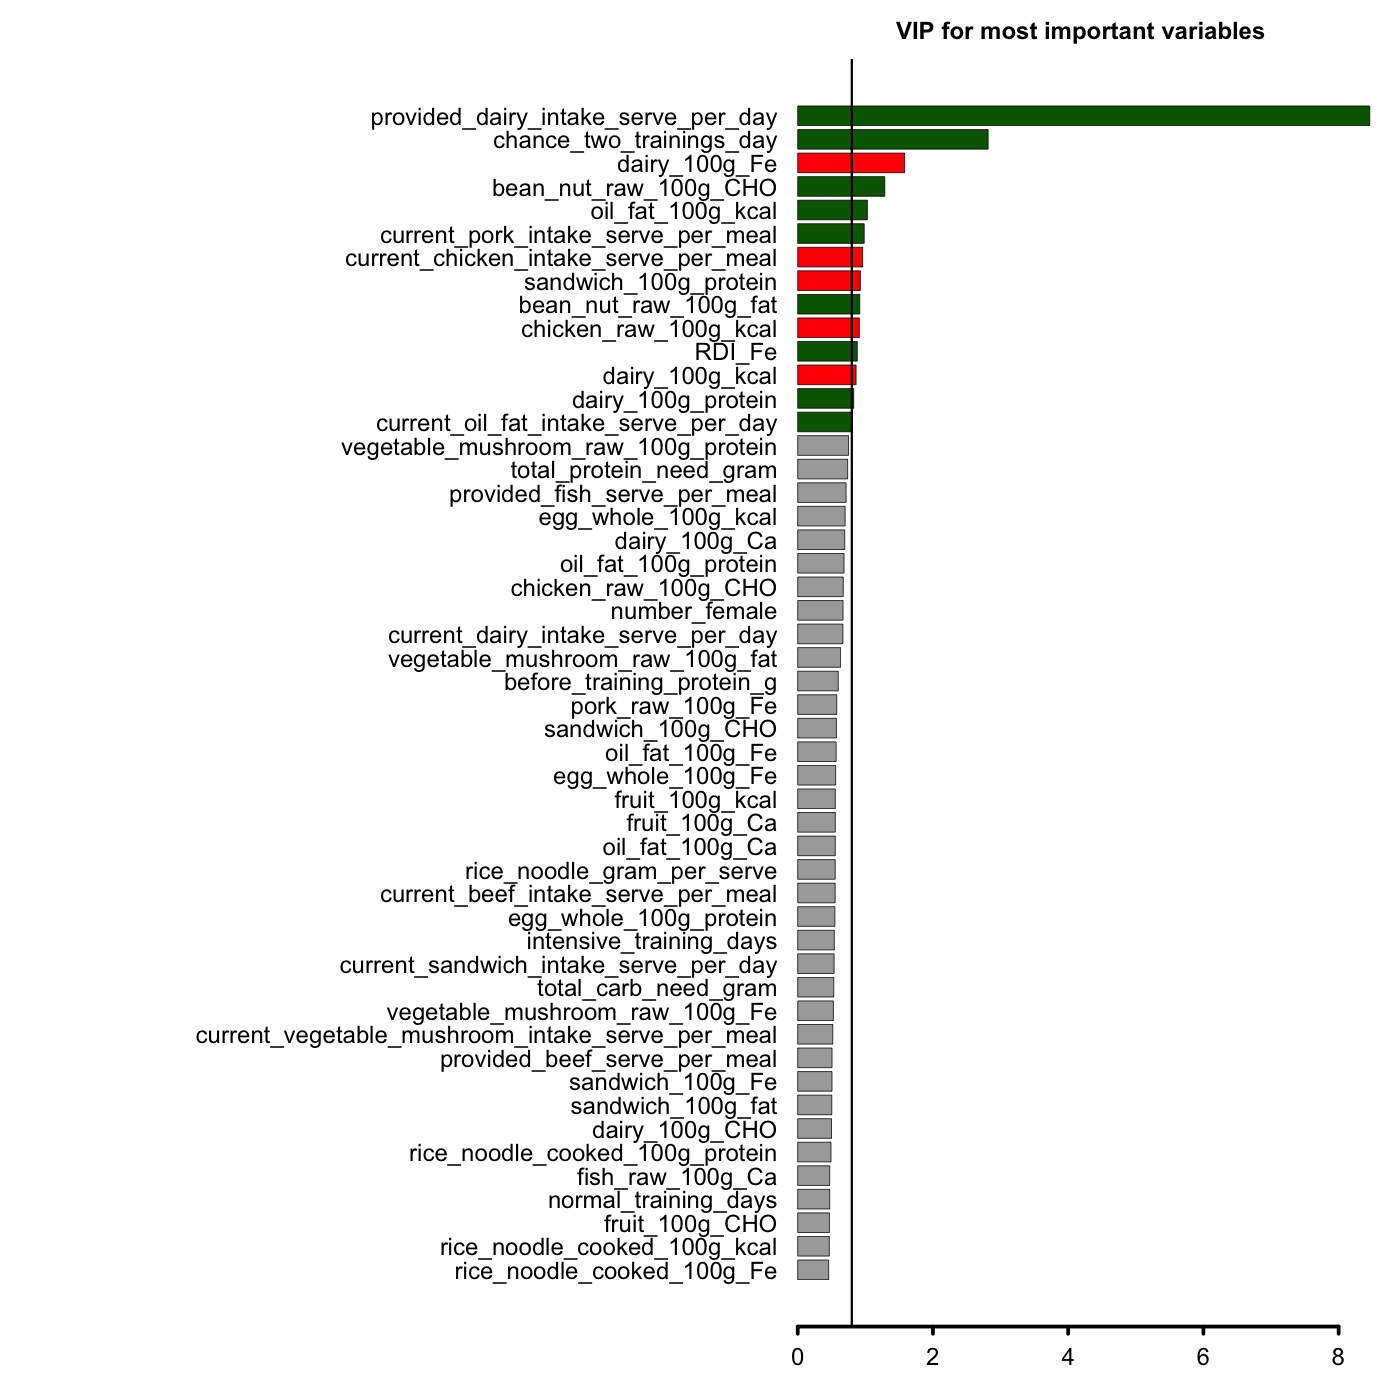 VIP for most important variables
provided_dairy_intake_serve_per_day
chance_two_trainings_day
dairy_100g_Fe
bean_nut_raw_100g_CHO
oil_fat_100g_kcal
current_pork_intake_serve_per_meal
current_chicken_intake_serve_per_meal
sandwich_100g_protein
bean_nut_raw_100g_fat
chicken_raw_100g_kcal
RDI_Fe
dairy_100g_kcal
dairy_100g_protein
current_oil_fat_intake_serve_per_day
vegetable_mushroom_raw_100g_protein
total_protein_need_gram
provided_fish_serve_per_meal
egg_whole_100g_kcal
dairy_100g_Ca
oil_fat_100g_protein
chicken_raw_100g_CHO
number_female
current_dairy_intake_serve_per_day
vegetable_mushroom_raw_100g_fat
before_training_protein_g
pork_raw_100g_Fe
sandwich_100g_CHO
oil_fat_100g_Fe
egg_whole_100g_Fe
fruit_100g_kcal
fruit_100g_Ca
oil_fat_100g_Ca
rice_noodle_gram_per_serve
current_beef_intake_serve_per_meal
egg_whole_100g_protein
intensive_training_days
current_sandwich_intake_serve_per_day
total_carb_need_gram
vegetable_mushroom_raw_100g_Fe
current_vegetable_mushroom_intake_serve_per_meal
provided_beef_serve_per_meal
sandwich_100g_Fe
sandwich_100g_fat
dairy_100g_CHO
rice_noodle_cooked_100g_protein
fish_raw_100g_Ca
normal_training_days
fruit_100g_CHO
rice_noodle_cooked_100g_kcal
rice_noodle_cooked_100g_Fe
0 2 4 6 8